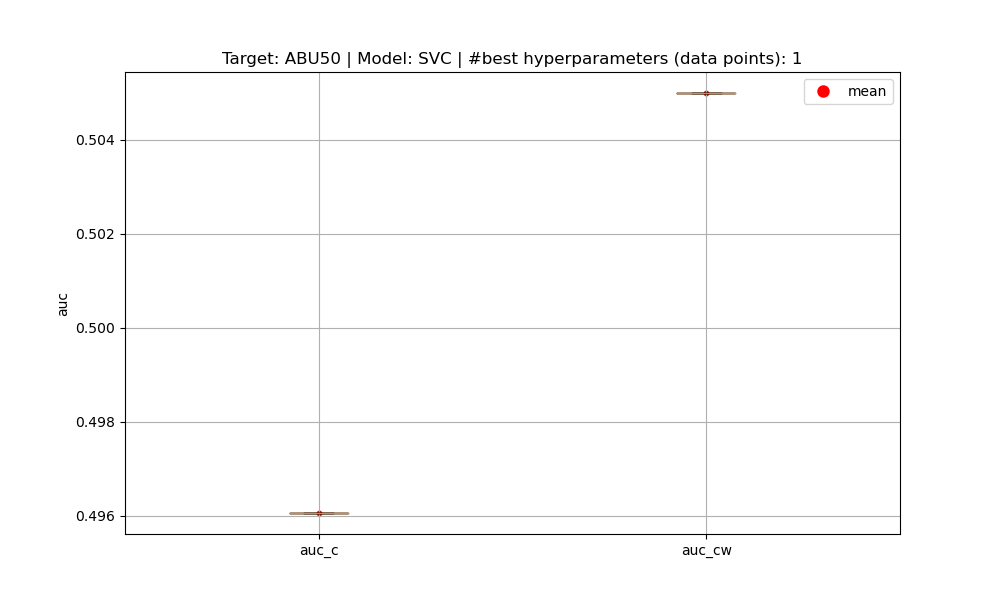 Target: ABU50 | Model: SVC | #best hyperparameters (data points): 1
mean
0.504
0.502
0.500
0.498
0.496
auc
auc_c
auc_cw